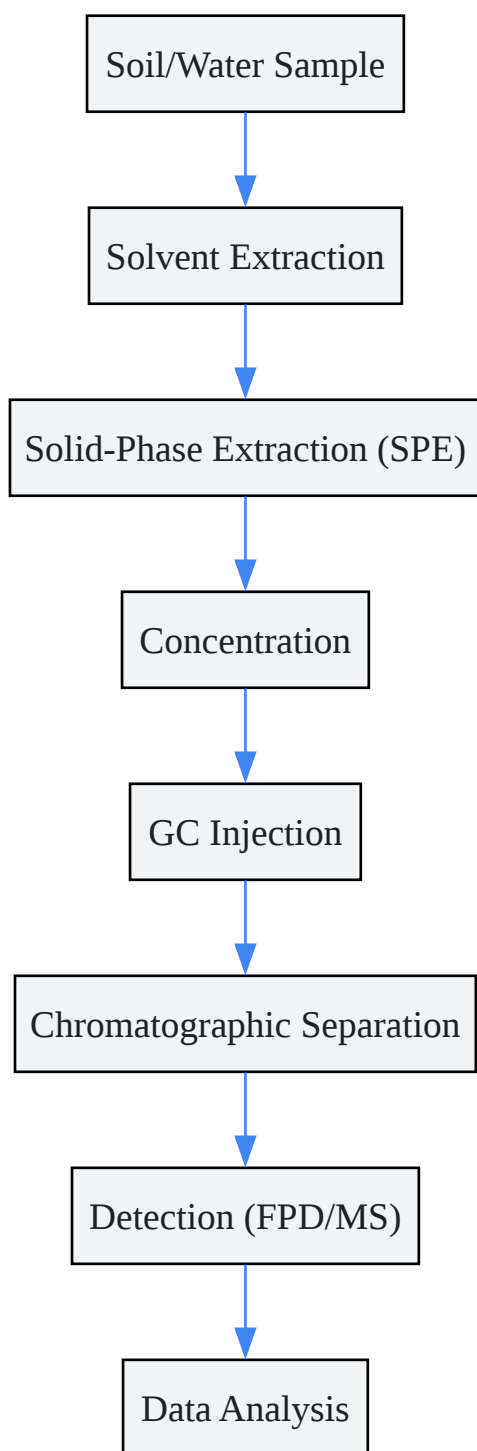 Soil/Water Sample
Solvent Extraction
Solid-Phase Extraction (SPE)
Concentration
GC Injection
Chromatographic Separation
Detection (FPD/MS)
Data Analysis